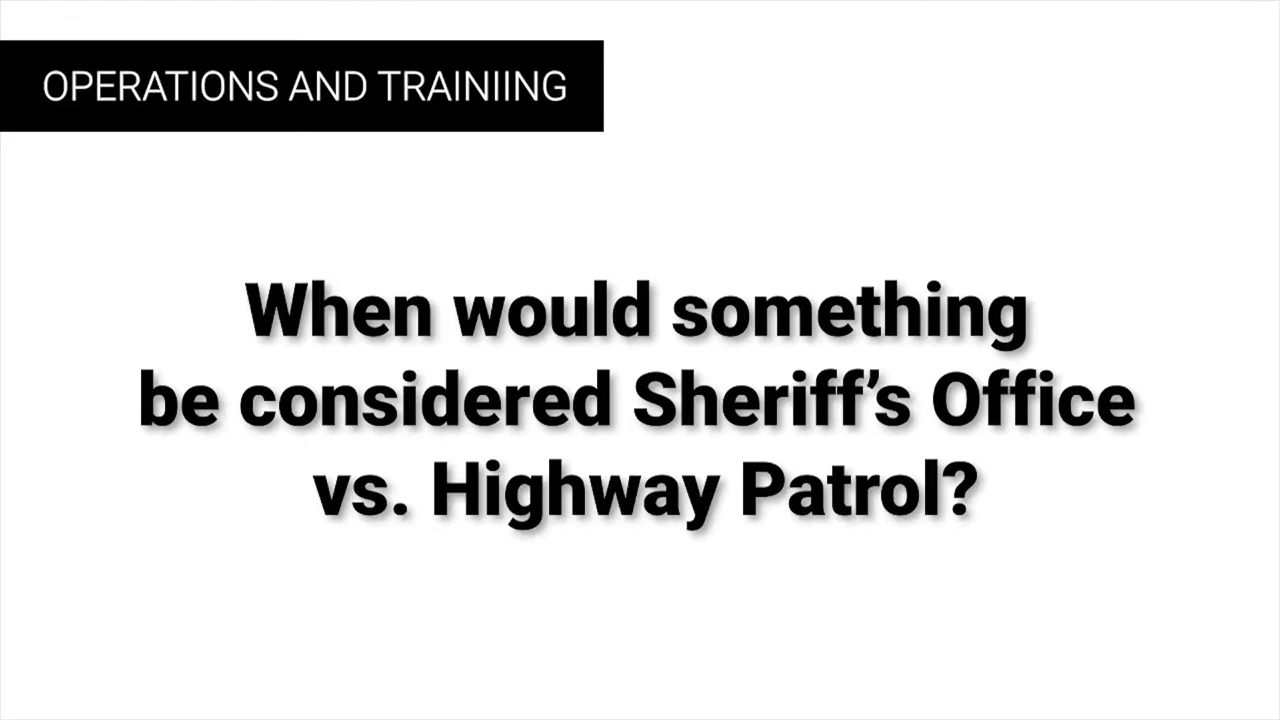 OPERATIONS AND TRAINIING
When would something
be considered Sheriff’s Office
vs. Highway Patrol?